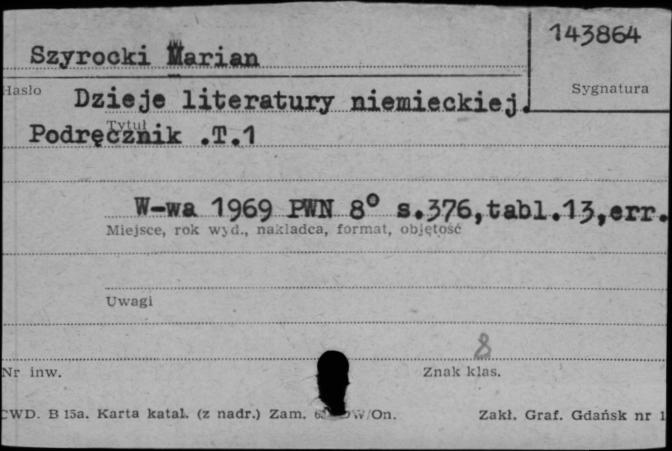 143864
Szyrocki Marian
Hasło
Sygnatura
Dzieje literatury niemieckiej.
Tytuł
Podręcznik .T.1
W-wa 1969 PWN 8° s.376,tabl.13,err.
Miejsce, rok wyd., nakładca, format, objętość
Uwagi
8
Nr inw.
Znak klas.
CWD. B 15a. Karta katal. (z nadr.) Zam. /On.
Zakł. Graf. Gdańsk nr 1